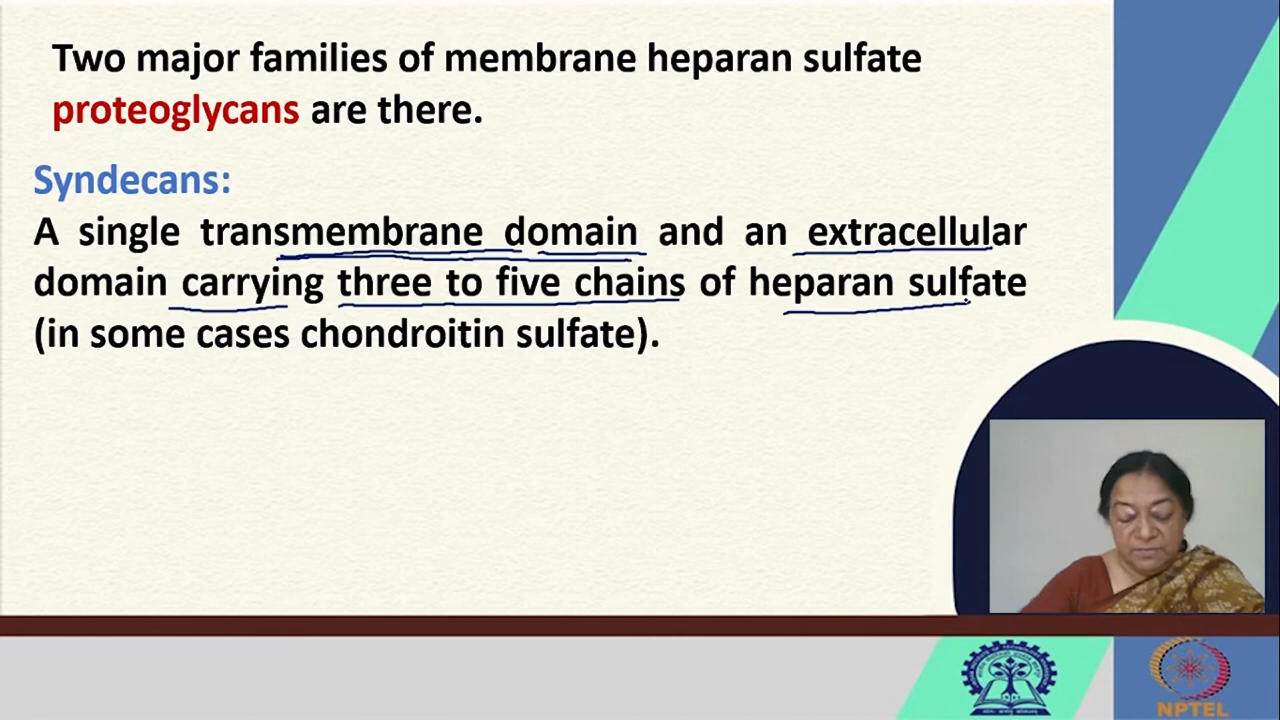 Two major families of membrane heparan sulfate
proteoglycans are there.
Syndecans:
A single transmembrane domain and an extracellular
domain carrying three to five chains of heparan sulfate
(in some cases chondroitin sulfate).
NPTEL